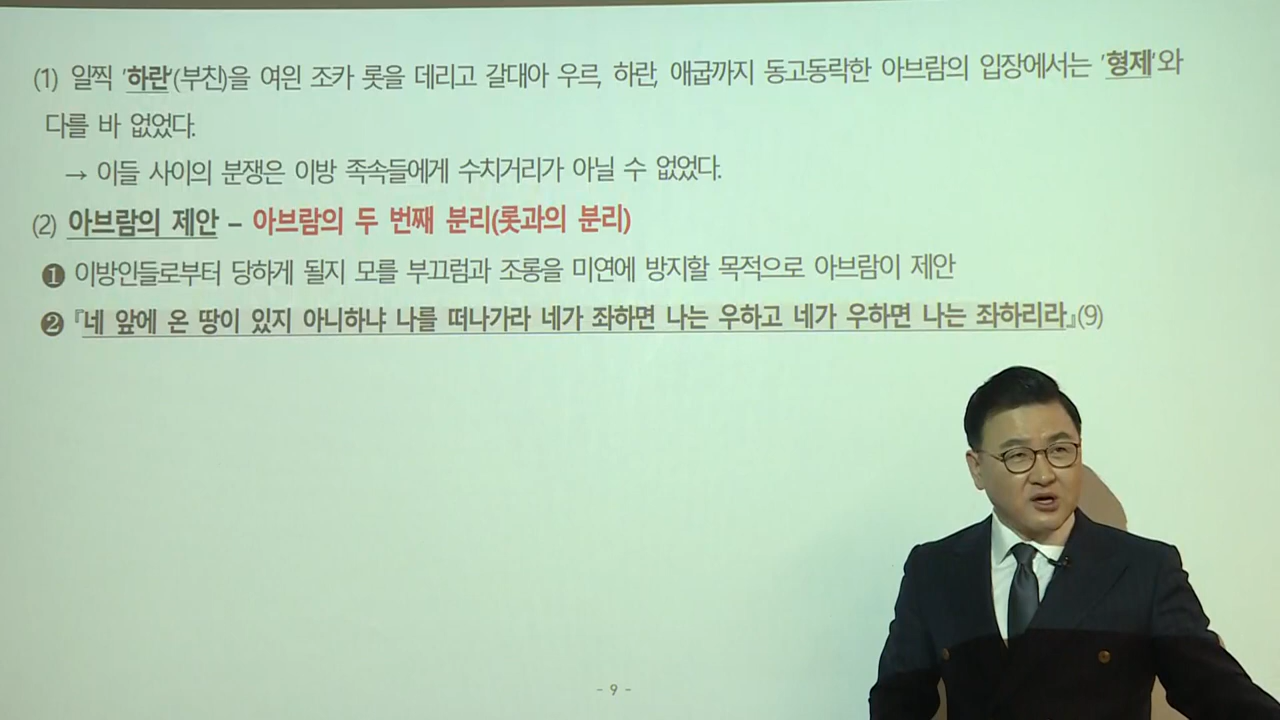 (1) 일찍 '하란'(부친)을 여읜 조카 롯을 데리고 갈대아 우르, 하란, 애굽까지 동고동락한 아브람의 입장에서는 '형제'와
다를 바 없었다.
→ 이들 사이의 분쟁은 이방 족속들에게 수치거리가 아닐 수 없었다.
(2) 아브람의 제안 – 아브람의 두 번째 분리(롯과의 분리)
❶ 이방인들로부터 당하게 될지 모를 부끄럼과 조롱을 미연에 방지할 목적으로 아브람이 제안
❷ 『네 앞에 온 땅이 있지 아니하냐 나를 떠나가라 네가 좌하면 나는 우하고 네가 우하면 나는 좌하리라』(9)
- 9 -